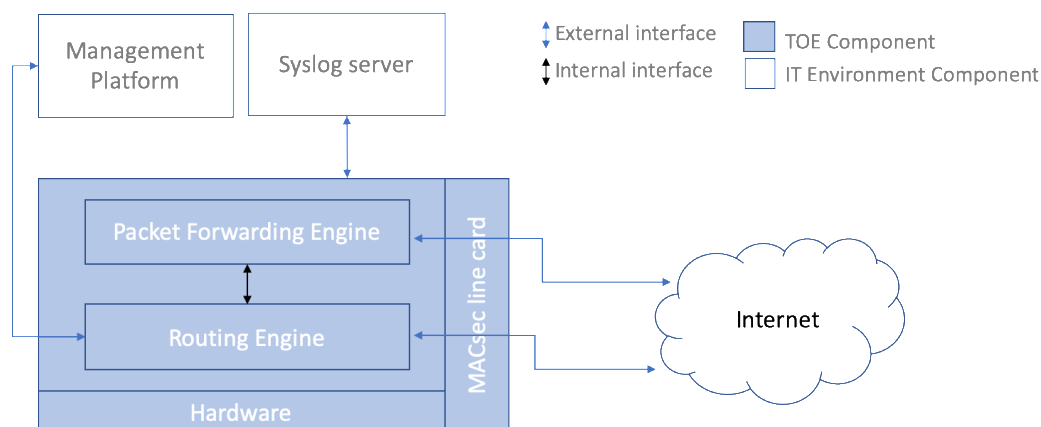 Management
Platform
Syslog server
External interface
Internal interface
TOE Component
IT Environment Component
Packet Forwarding Engine
Routing Engine
MACsec line card
Hardware
Internet